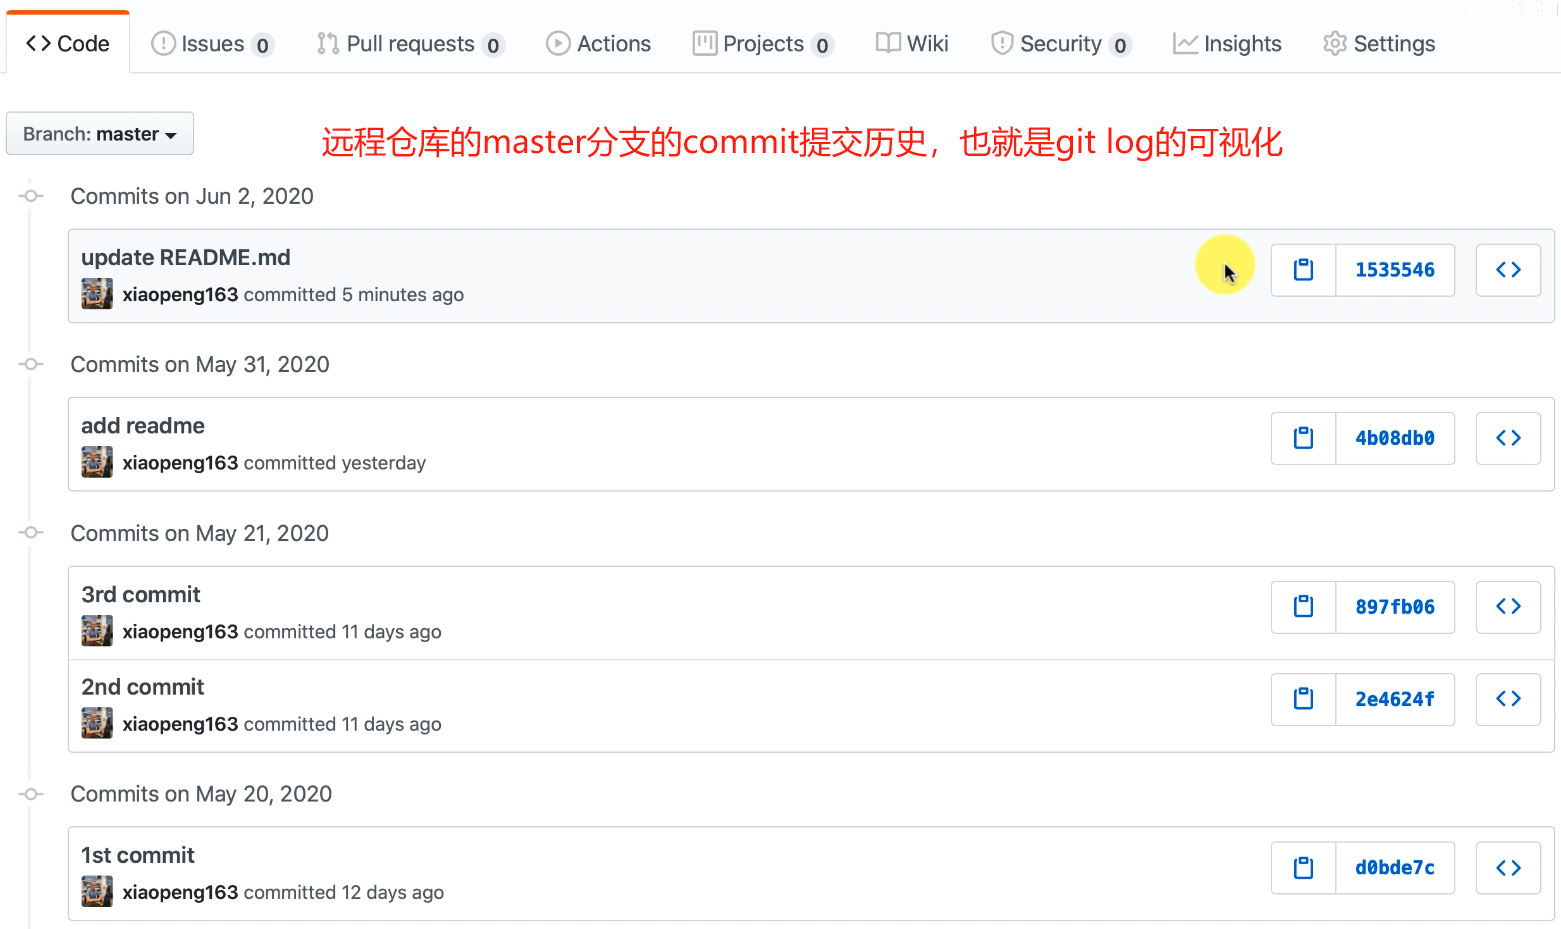 Code Issues 0 Pull requests 0 Actions Projects 0 Wiki Security 0 Insights Settings
Branch: master
远程仓库的master分支的commit提交历史，也就是git log的可视化
Commits on Jun 2, 2020
update README.md
1535546
xiaopeng163 committed 5 minutes ago
Commits on May 31, 2020
add readme
4b08db0
xiaopeng163 committed yesterday
Commits on May 21, 2020
3rd commit
897fb06
xiaopeng163 committed 11 days ago
2nd commit
2e4624f
xiaopeng163 committed 11 days ago
Commits on May 20, 2020
1st commit
d0bde7c
xiaopeng163 committed 12 days ago